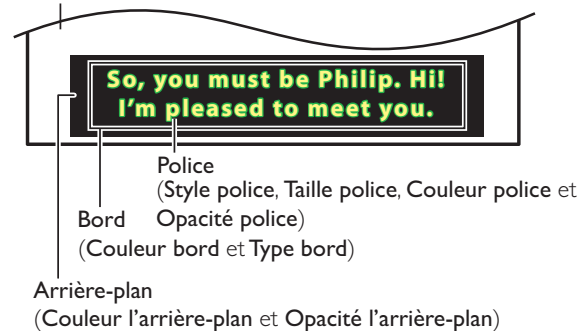 So, you must be Philip. Hi!
I'm pleased to meet you.
Police
(Style police, Taille police, Couleur police et
Opacité police)
Bord
(Couleur bord et Type bord)
Arrière-plan
(Couleur l'arrière-plan et Opacité l'arrière-plan)